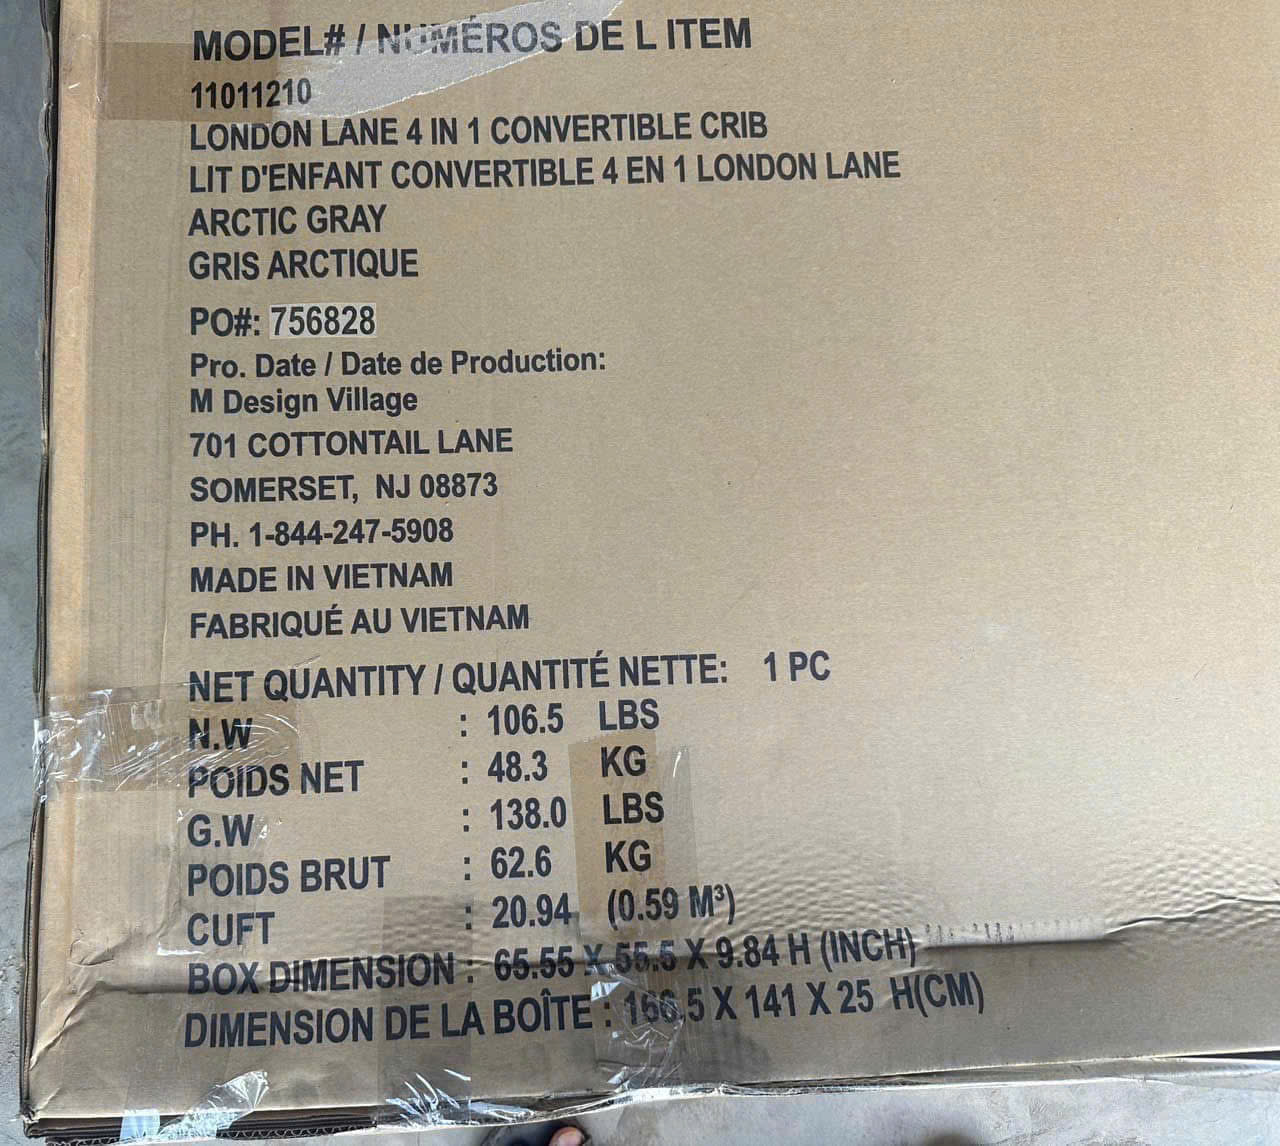 MODEL# / NUMÉROS DE L ITEM
11011210
LONDON LANE 4 IN 1 CONVERTIBLE CRIB
LIT D'ENFANT CONVERTIBLE 4 EN 1 LONDON LANE
ARCTIC GRAY
GRIS ARCTIQUE
PO#: 756828
Pro. Date / Date de Production:
M Design Village
701 COTTONTAIL LANE
SOMERSET, NJ 08873
PH. 1-844-247-5908
MADE IN VIETNAM
FABRIQUÉ AU VIETNAM
NET QUANTITY / QUANTITÉ NETTE: 1 PC
N.W : 106.5 LBS
POIDS NET : 48.3 KG
G.W : 138.0 LBS
POIDS BRUT : 62.6 KG
CUFT : 20.94 (0.59 M³)
BOX DIMENSION : 65.55 X 55.5 X 9.84 H (INCH)
DIMENSION DE LA BOÎTE : 166.5 X 141 X 25 H(CM)